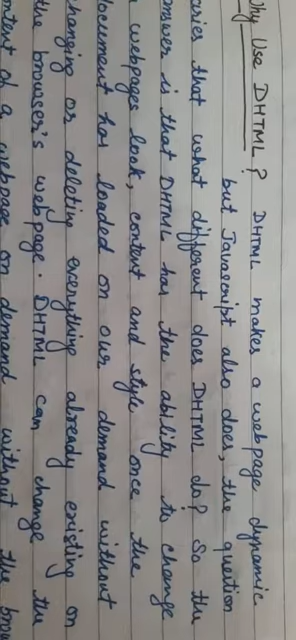 Why Use DHTML? DHTML makes a webpage dynamic
but Javascript also does, the question
that what different does DHTML do? So the
answer is that DHTML has the ability to change
webpages look, content and style once the
document has loaded on our demand without
changing or deleting everything already existing on
the browser's webpage. DHTML can change the
content of a webpage on demand without the